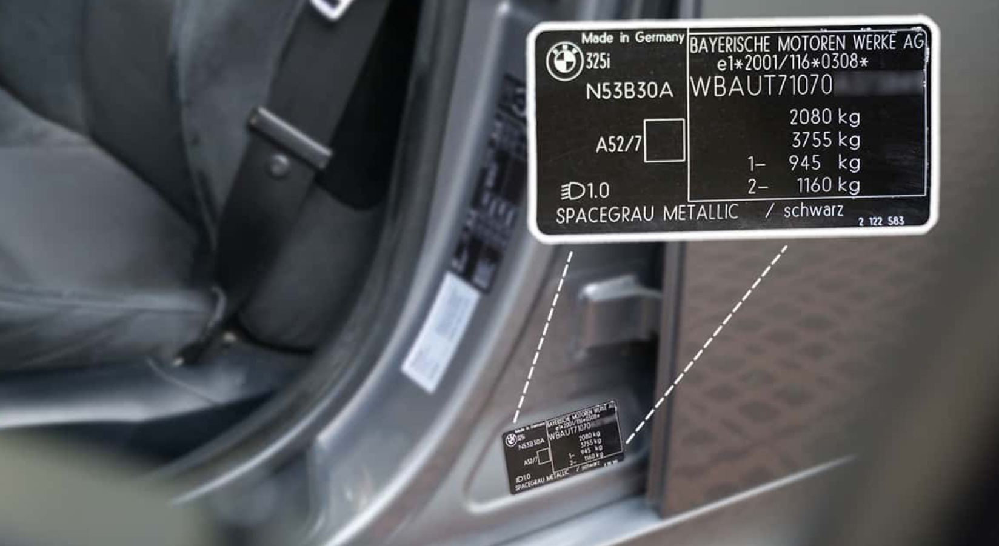 Made in Germany
325i
N53B30A
A52/7
1.0
BAYERISCHE MOTOREN WERKE AG
e1*2001/116*0308*
WBAUT71070
2080 kg
3755 kg
1– 945 kg
2– 1160 kg
SPACEGRAU METALLIC / schwarz
2 122 583
Made in Germany
325i
N53B30A
A52/7
1.0
BAYERISCHE MOTOREN WERKE AG
e1*2001/116*0308*
WBAUT71070
2080 kg
3755 kg
1– 945 kg
2– 1160 kg
SPACEGRAU METALLIC / schwarz